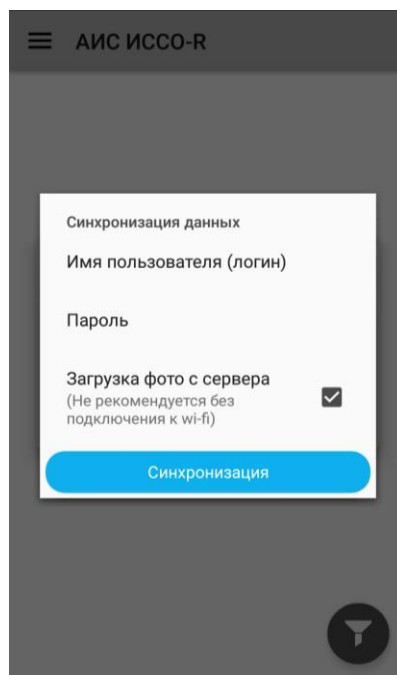 АИС ИССО-R
Синхронизация данных
Имя пользователя (логин)
Пароль
Загрузка фото с сервера
(Не рекомендуется без
подключения к wi-fi)
Синхронизация